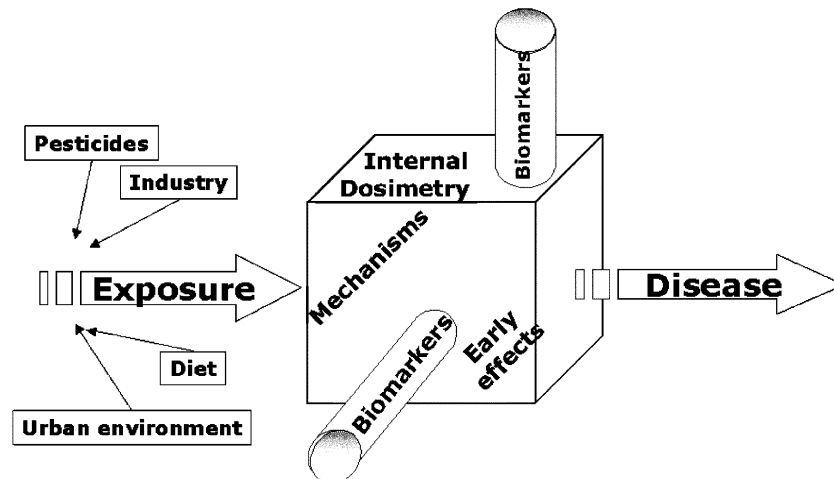 Pesticides
Industry
Exposure
Diet
Urban environment
Internal
Dosimetry
Mechanisms
Biomarkers
Early
effects
Biomarkers
Disease